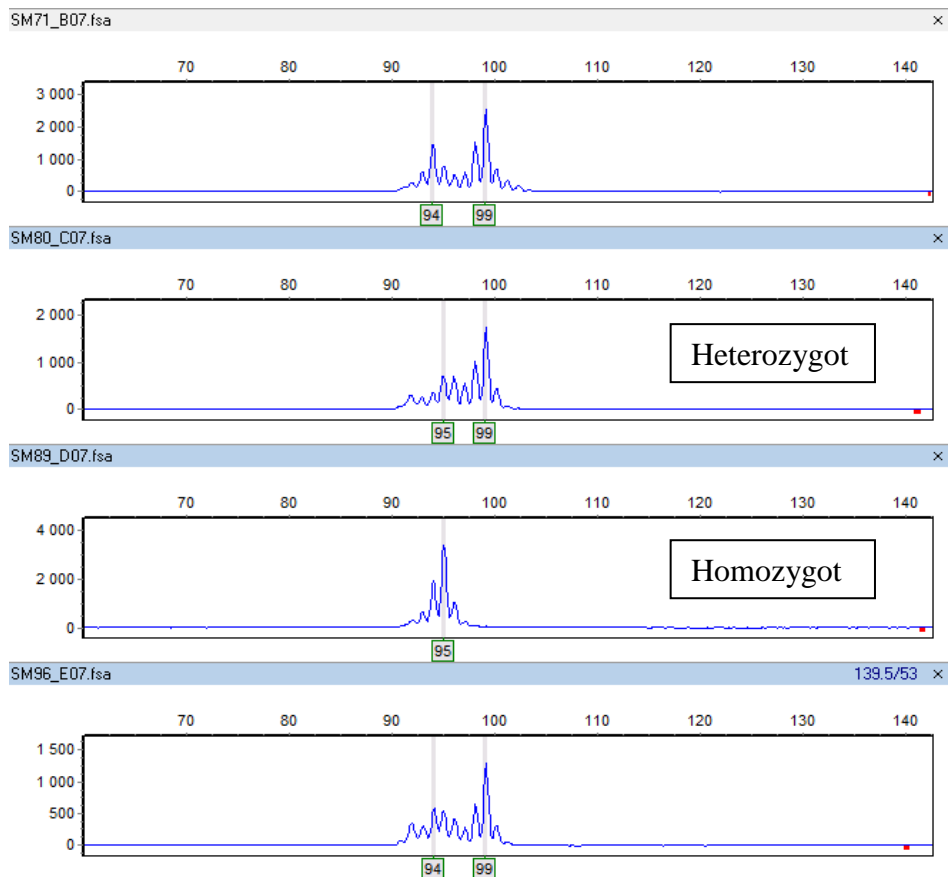 SM71_B07.fsa ×
70 80 90 100 110 120 130 140
3 000
2 000
1 000
0
94 99
SM80_C07.fsa ×
70 80 90 100 110 120 130 140
2 000
1 000
0
Heterozygot
95 99
SM89_D07.fsa ×
70 80 90 100 110 120 130 140
4 000
2 000
0
Homozygot
95
SM96_E07.fsa 139.5/53 ×
70 80 90 100 110 120 130 140
1 500
1 000
500
0
94 99